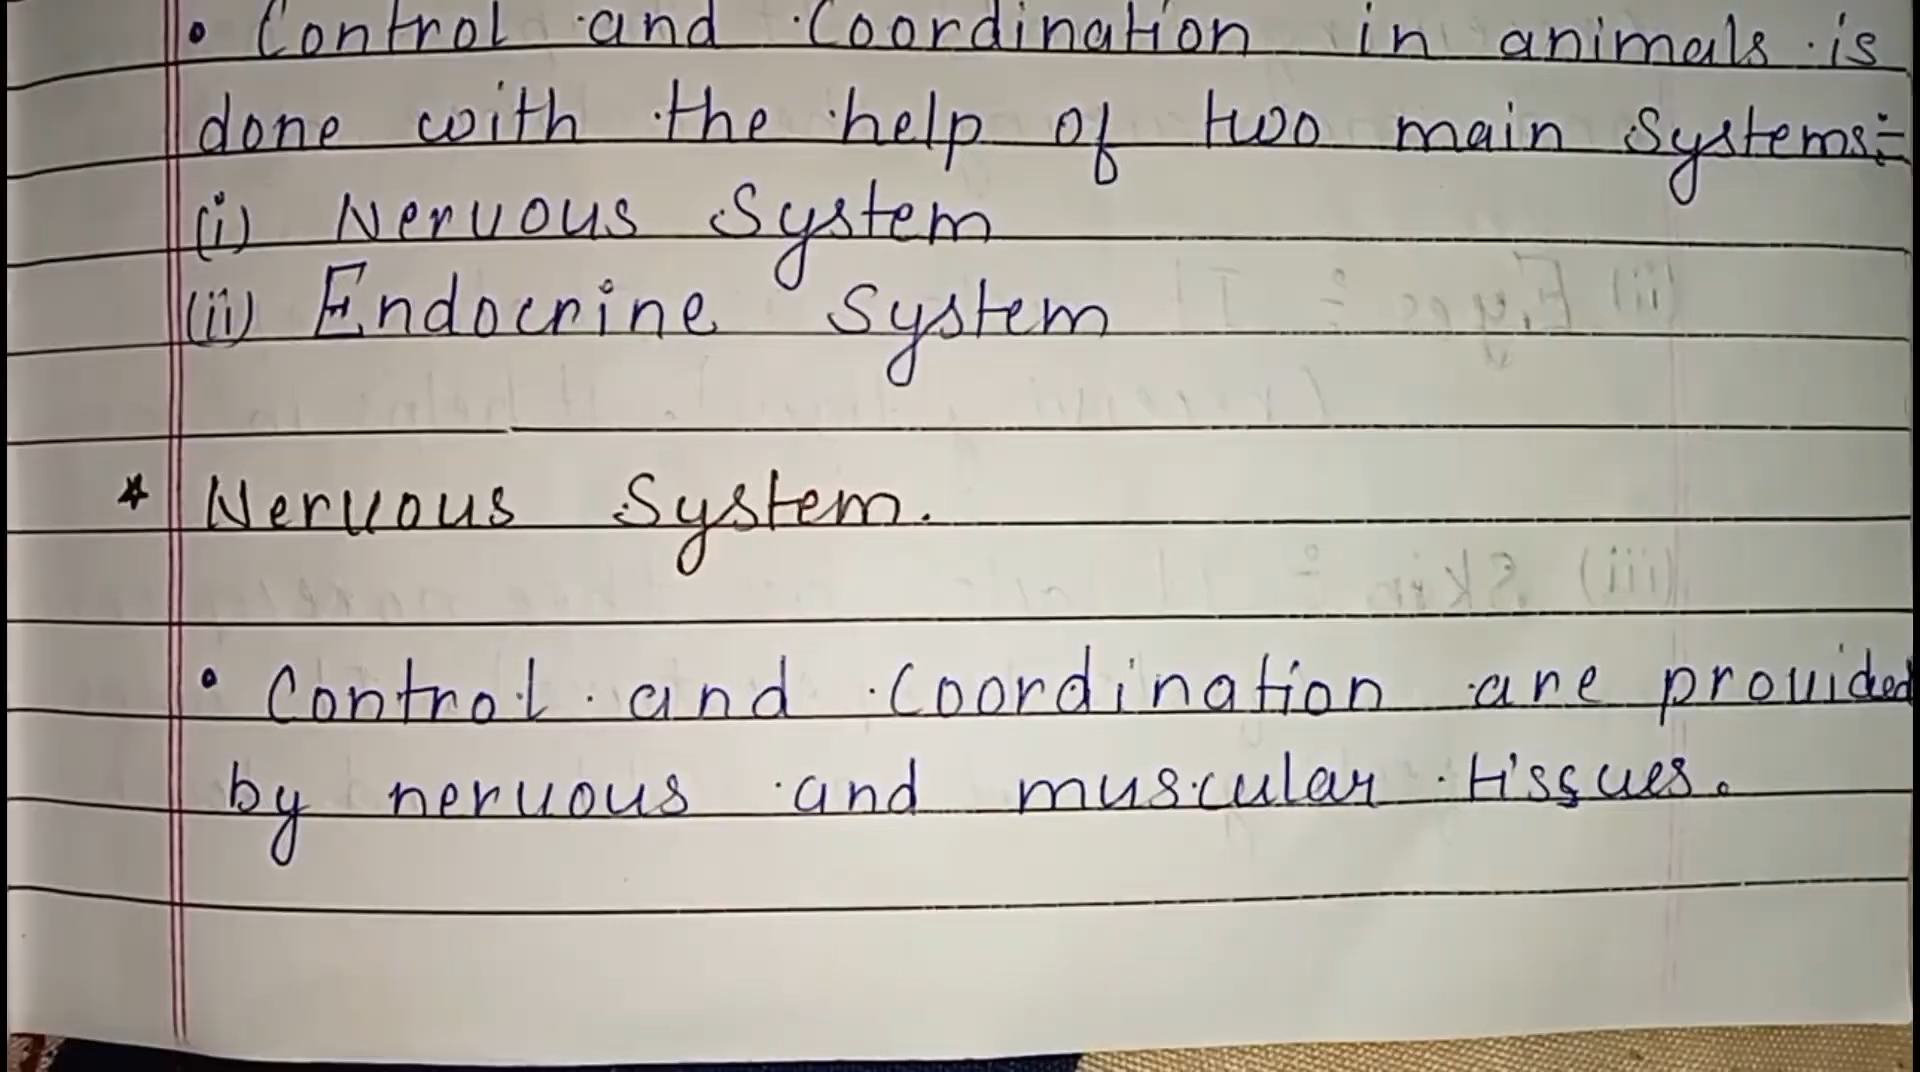 • Control and Coordination in animals is
done with the help of two main Systems:-
(i) Nervous System
(ii) Endocrine System
* Nervous System.
• Control and Coordination are provided
by nervous and muscular tissues.